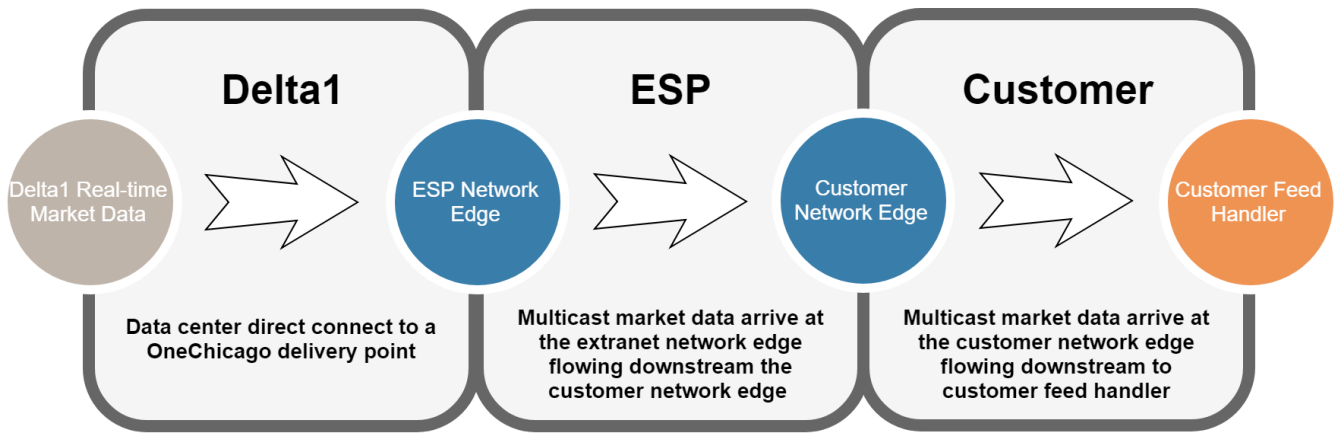 Delta1
ESP
Customer
Delta1 Real-time
Market Data
ESP Network
Edge
Customer
Network Edge
Customer Feed
Handler
Data center direct connect to a
OneChicago delivery point
Multicast market data arrive at
the extranet network edge
flowing downstream the
customer network edge
Multicast market data arrive at
the customer network edge
flowing downstream to
customer feed handler